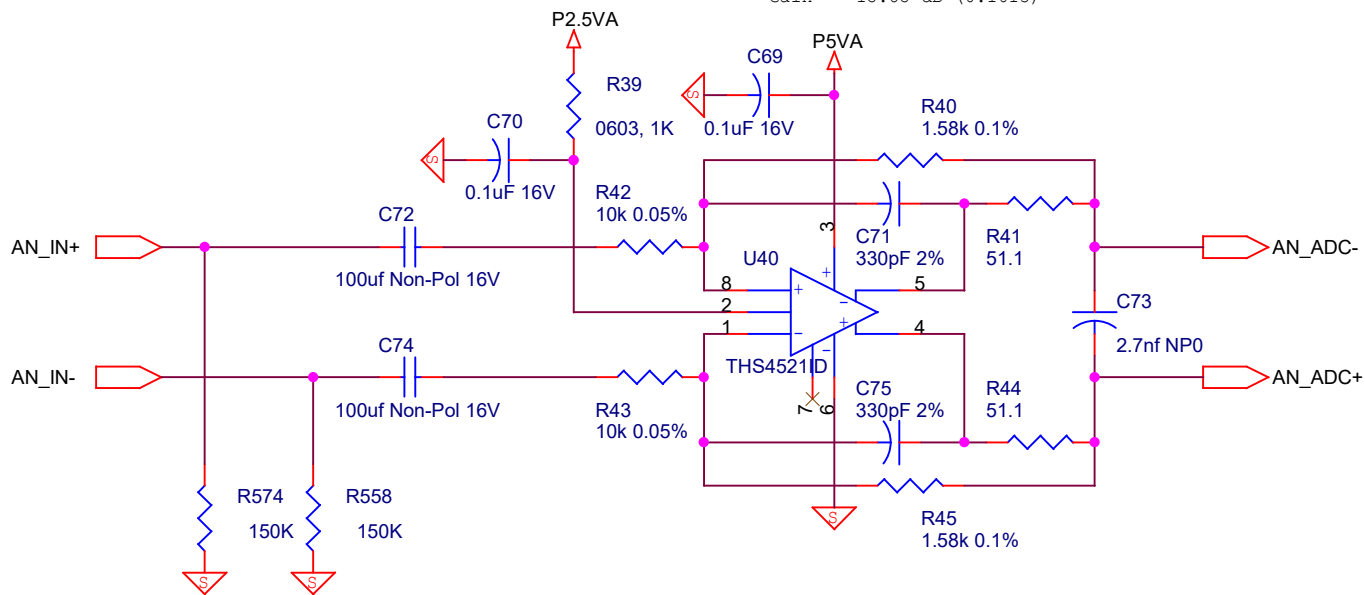 P2.5VA
P5VA
C69
R39
R40
1.58k 0.1%
0603, 1K
0.1uF 16V
C70
S
S
0.1uF 16V
R42
10k 0.05%
C72
AN_IN+
100uf Non-Pol 16V
C71
330pF 2%
R41
51.1
AN_ADC-
3
U40
8
5
2
C73
1
4
2.7nf NP0
C74
AN_IN-
THS4521ID
AN_ADC+
100uf Non-Pol 16V
R43
10k 0.05%
7
6
C75
330pF 2%
R44
51.1
R574
150K
R558
150K
S
R45
1.58k 0.1%
S
S